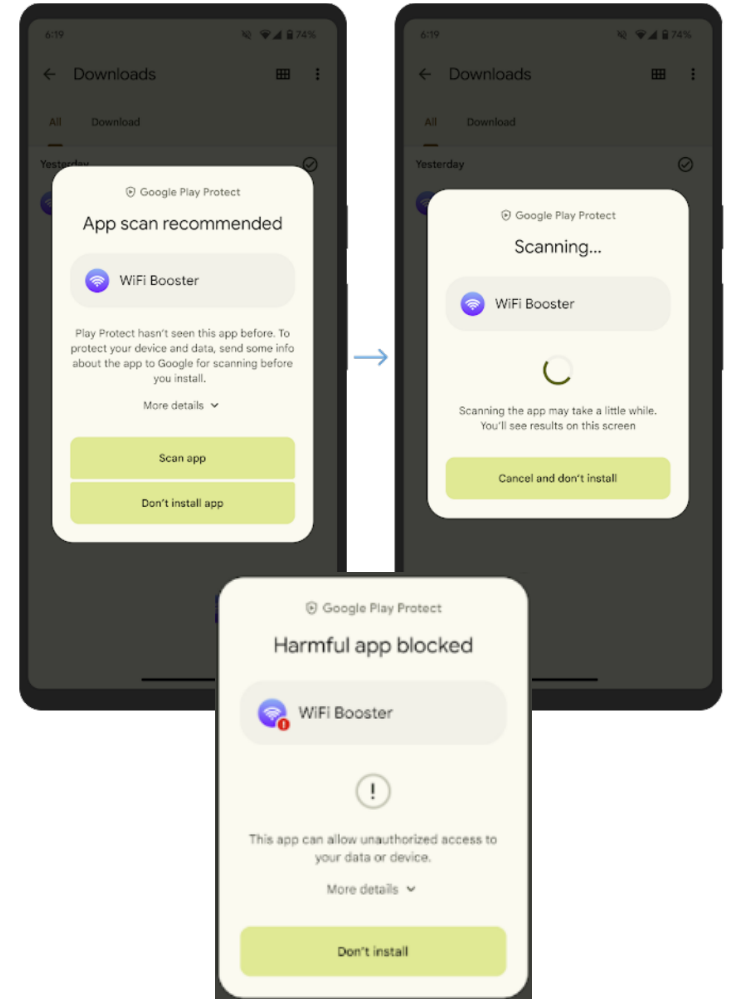 6:19
74%
Downloads
All Download
Yesterday
Google Play Protect
App scan recommended
WiFi Booster
Play Protect hasn't seen this app before. To
protect your device and data, send some info
about the app to Google for scanning before
you install.
More details
Scan app
Don't install app
6:19
74%
Downloads
All Download
Yesterday
Google Play Protect
Scanning...
WiFi Booster
Scanning the app may take a little while.
You'll see results on this screen
Cancel and don't install
Google Play Protect
Harmful app blocked
WiFi Booster
This app can allow unauthorized access to
your data or device.
More details
Don't install